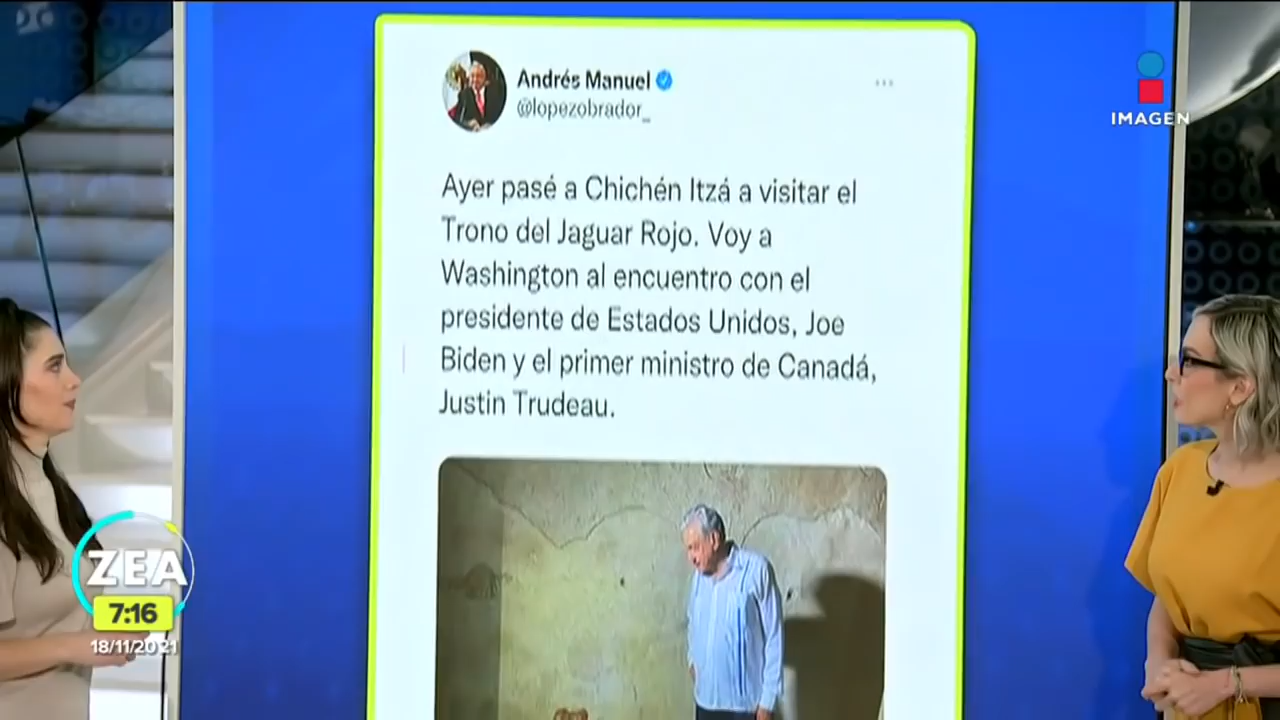 Andrés Manuel
@lopezobrador_
Ayer pasé a Chichén Itzá a visitar el
Trono del Jaguar Rojo. Voy a
Washington al encuentro con el
presidente de Estados Unidos, Joe
Biden y el primer ministro de Canadá,
Justin Trudeau.
IMAGEN
ZEA
7:16
18/11/2021